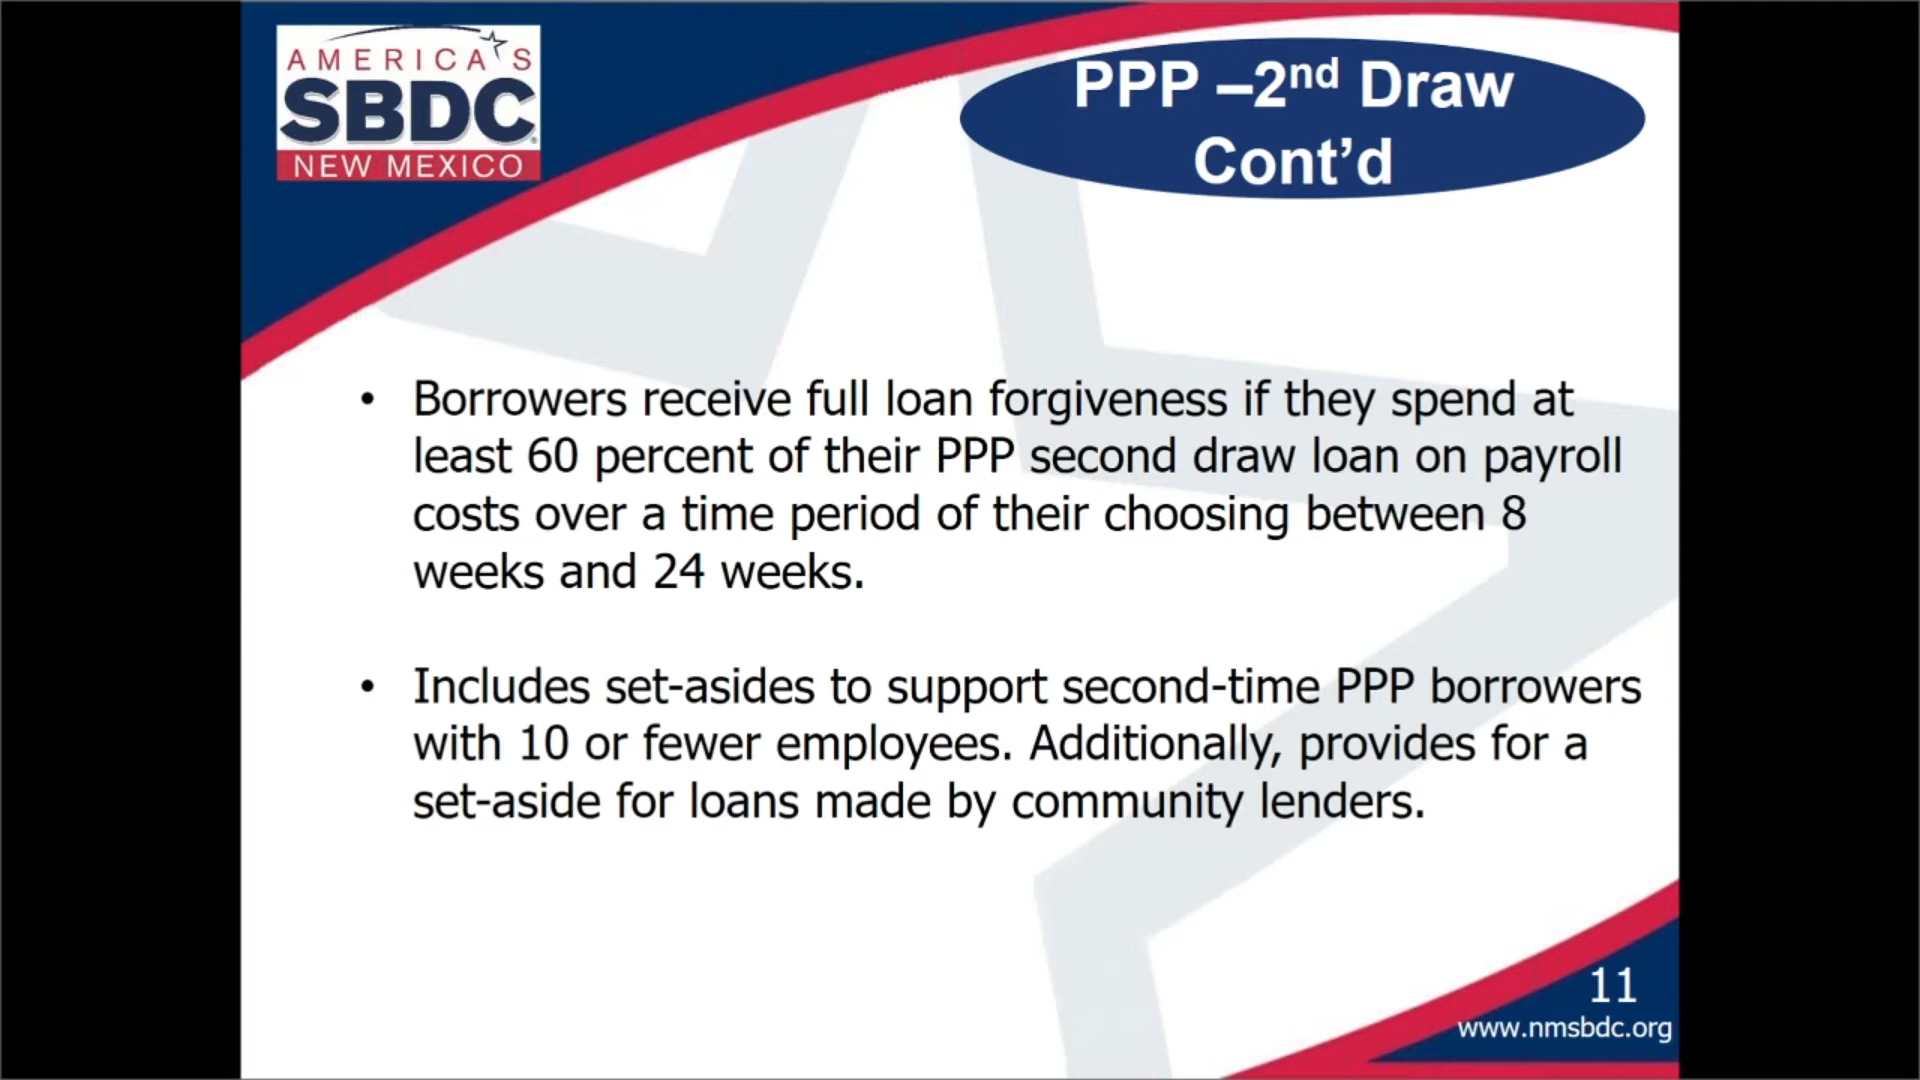 AMERICA'S
SBDC
NEW MEXICO
PPP –2nd Draw
Cont’d
• Borrowers receive full loan forgiveness if they spend at
least 60 percent of their PPP second draw loan on payroll
costs over a time period of their choosing between 8
weeks and 24 weeks.
• Includes set-asides to support second-time PPP borrowers
with 10 or fewer employees. Additionally, provides for a
set-aside for loans made by community lenders.
11
www.nmsbdc.org